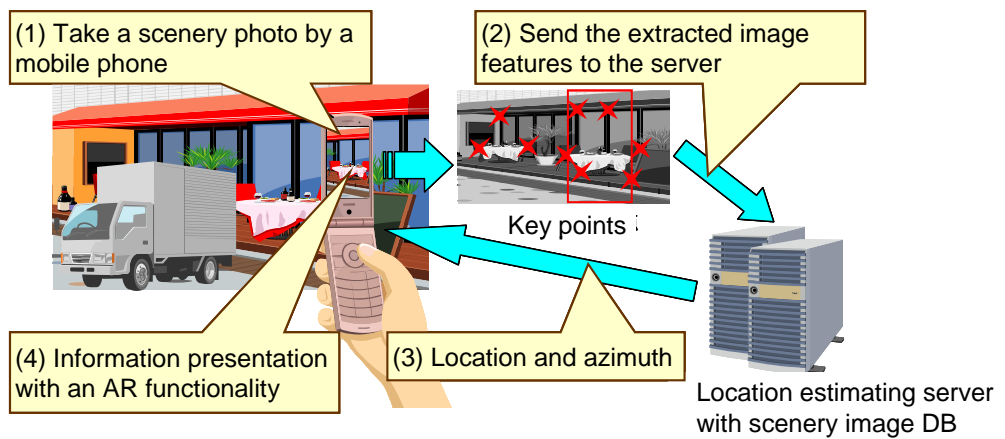 (1) Take a scenery photo by a
mobile phone
(2) Send the extracted image
features to the server
Key points :
(3) Location and azimuth
(4) Information presentation
with an AR functionality
Location estimating server
with scenery image DB